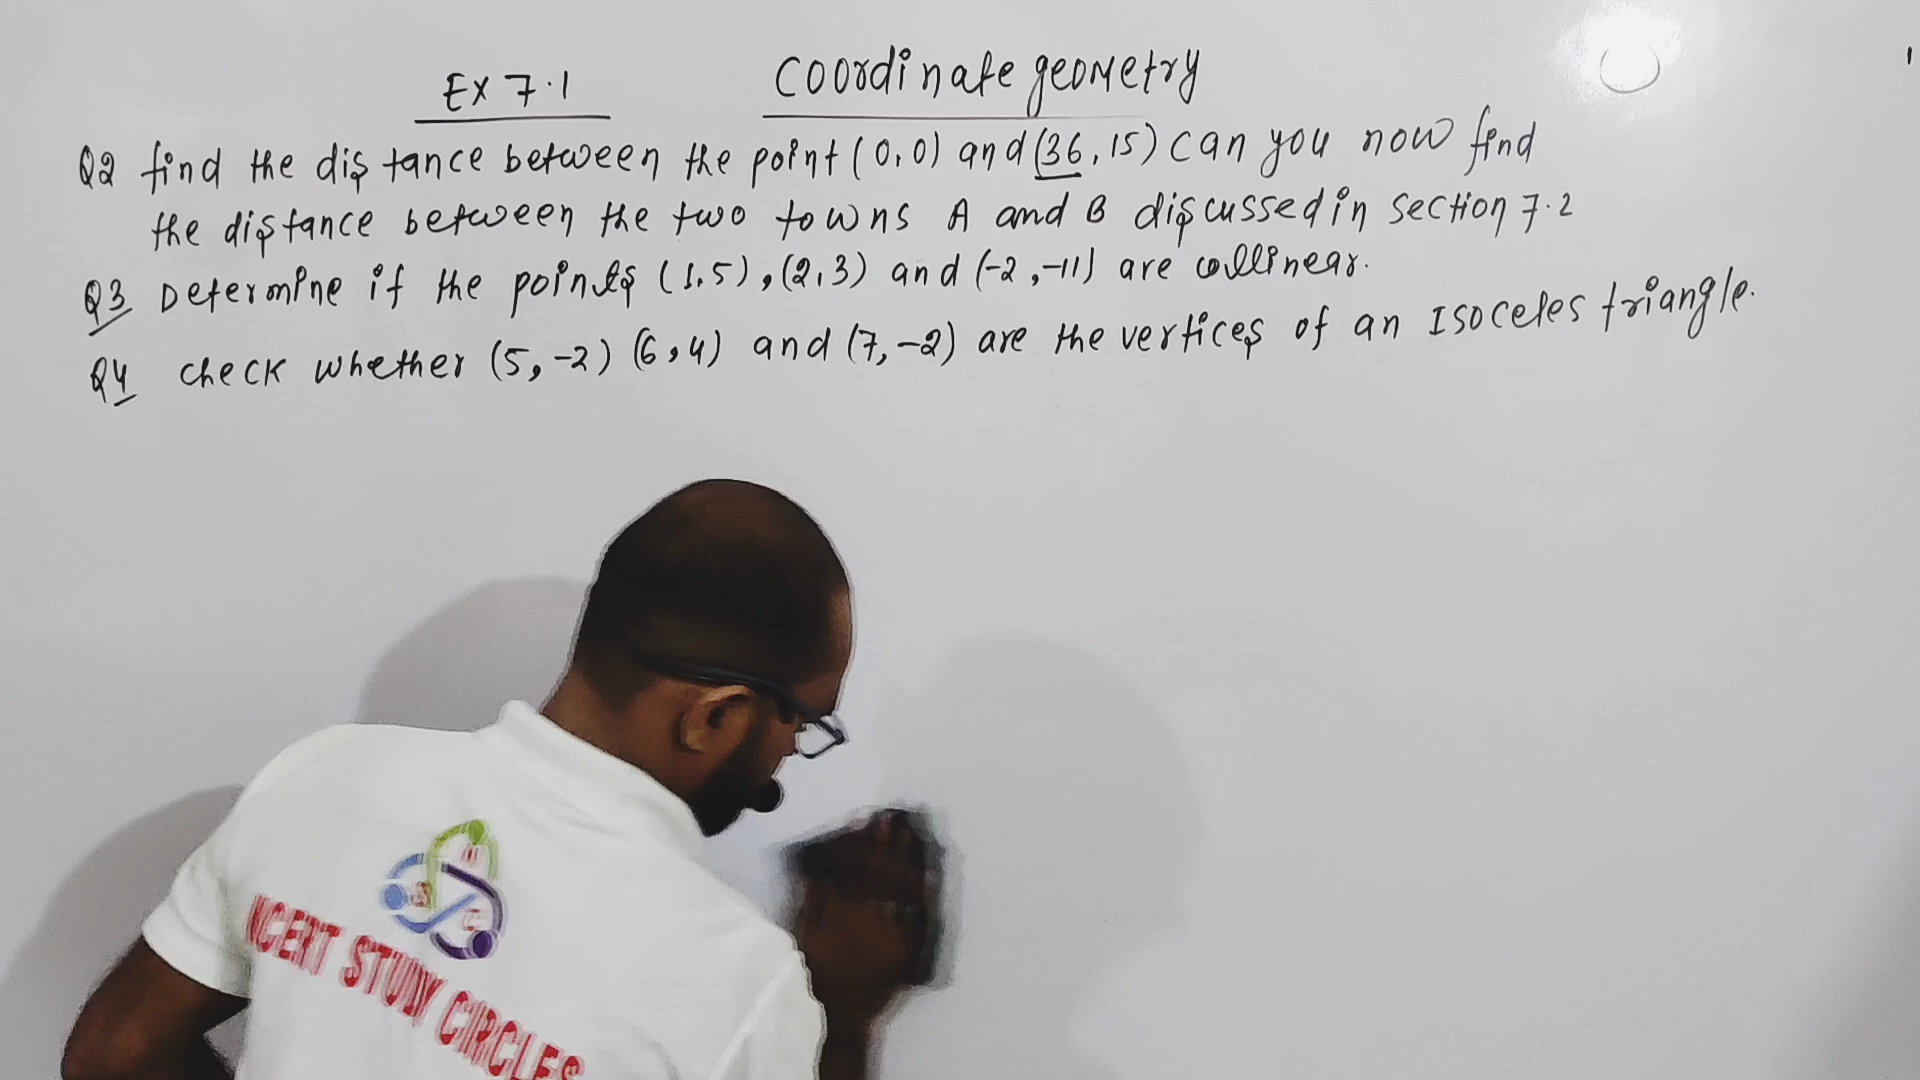 Ex 7.1 Coordinate geometry
Q2 find the distance between the point (0,0) and (36,15) can you now find
the distance between the two towns A and B discussed in section 7.2
Q3 Determine if the points (1,5), (2,3) and (-2,-11) are collinear.
Q4 check whether (5,-2) (6,4) and (7,-2) are the vertices of an Isoceles triangle.
NCERT STUDY CIRCLES